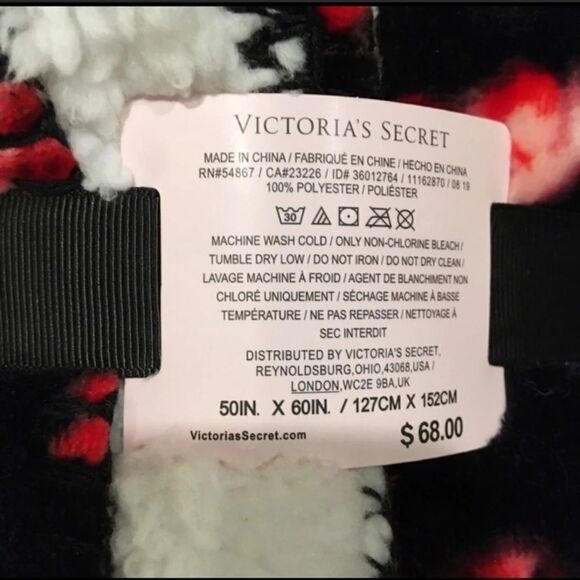 VICTORIA'S SECRET
MADE IN CHINA / FABRIQUÉ EN CHINE / HECHO EN CHINA
RN#54867 / CA#23226 / ID# 36012764 / 11162870 / 08 19
100% POLYESTER / POLIÉSTER
30
MACHINE WASH COLD / ONLY NON-CHLORINE BLEACH /
TUMBLE DRY LOW / DO NOT IRON / DO NOT DRY CLEAN /
LAVAGE MACHINE À FROID / AGENT DE BLANCHIMENT NON
CHLORÉ UNIQUEMENT / SÉCHAGE MACHINE À BASSE
TEMPÉRATURE / NE PAS REPASSER / NETTOYAGE À
SEC INTERDIT
DISTRIBUTED BY VICTORIA'S SECRET,
REYNOLDSBURG,OHIO,43068,USA /
LONDON,WC2E 9BA,UK
50IN. X 60IN. / 127CM X 152CM
VictoriasSecret.com
$ 68.00